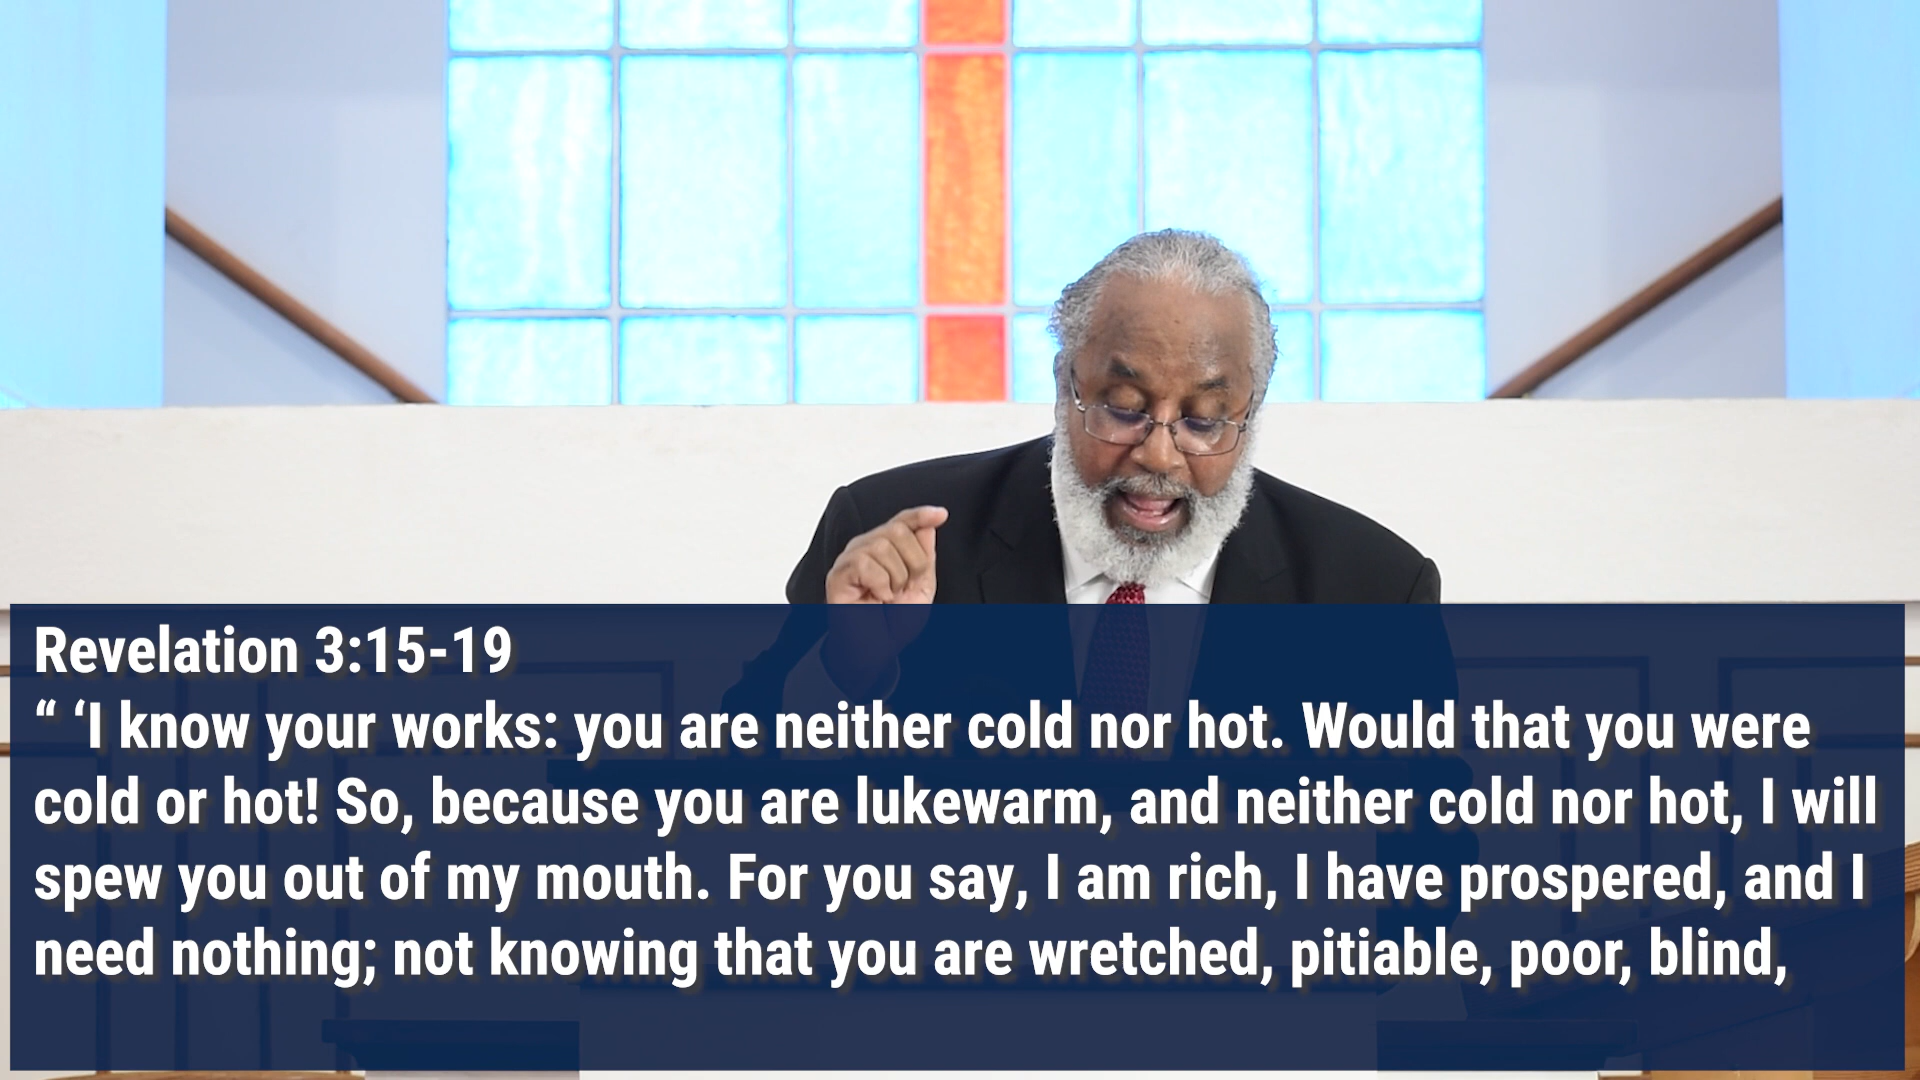 Revelation 3:15-19
“ ‘I know your works: you are neither cold nor hot. Would that you were
cold or hot! So, because you are lukewarm, and neither cold nor hot, I will
spew you out of my mouth. For you say, I am rich, I have prospered, and I
need nothing; not knowing that you are wretched, pitiable, poor, blind,